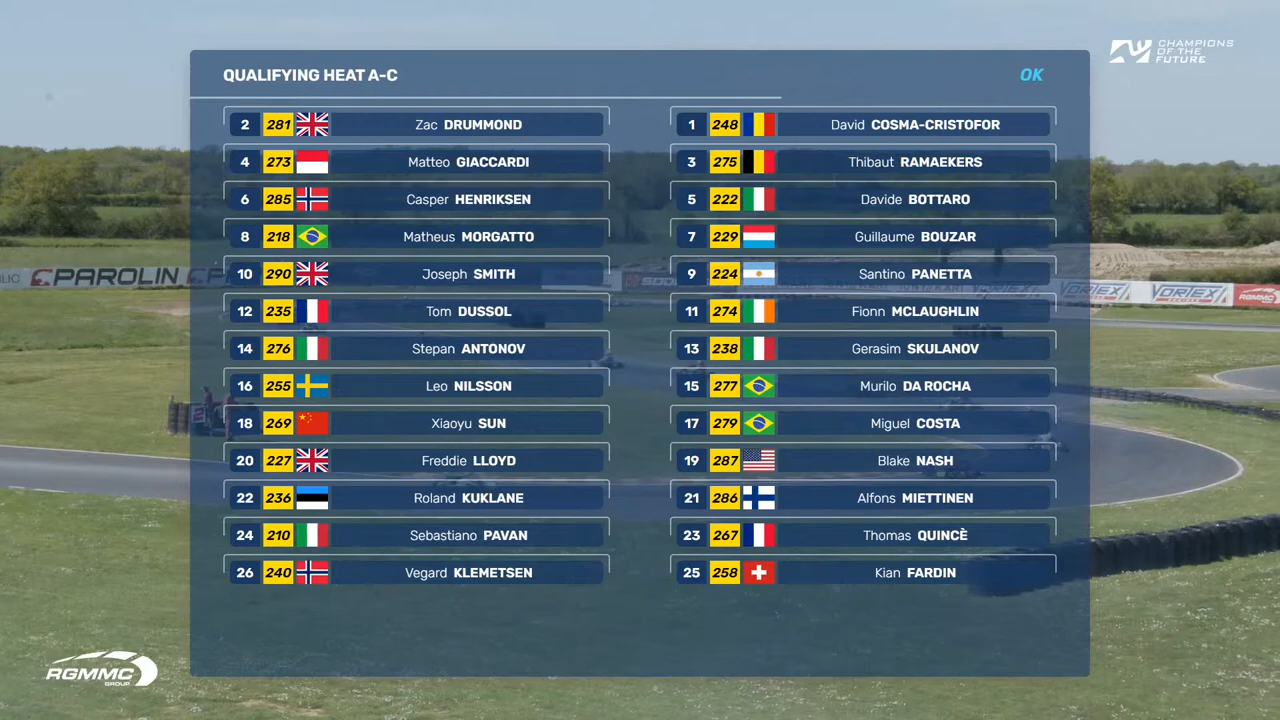 CHAMPIONS
OF THE
FUTURE
QUALIFYING HEAT A-C OK
2 281 Zac DRUMMOND 1 248 David COSMA-CRISTOFOR
4 273 Matteo GIACCARDI 3 275 Thibaut RAMAEKERS
6 285 Casper HENRIKSEN 5 222 Davide BOTTARO
8 218 Matheus MORGATTO 7 229 Guillaume BOUZAR
10 290 Joseph SMITH 9 224 Santino PANETTA
12 235 Tom DUSSOL 11 274 Fionn MCLAUGHLIN
14 276 Stepan ANTONOV 13 238 Gerasim SKULANOV
16 255 Leo NILSSON 15 277 Murilo DA ROCHA
18 269 Xiaoyu SUN 17 279 Miguel COSTA
20 227 Freddie LLOYD 19 287 Blake NASH
22 236 Roland KUKLANE 21 286 Alfons MIETTINEN
24 210 Sebastiano PAVAN 23 267 Thomas QUINCÈ
26 240 Vegard KLEMETSEN 25 258 Kian FARDIN
PAROLIN
VORTEX VORTEX RGMMC
RGMMC
GROUP